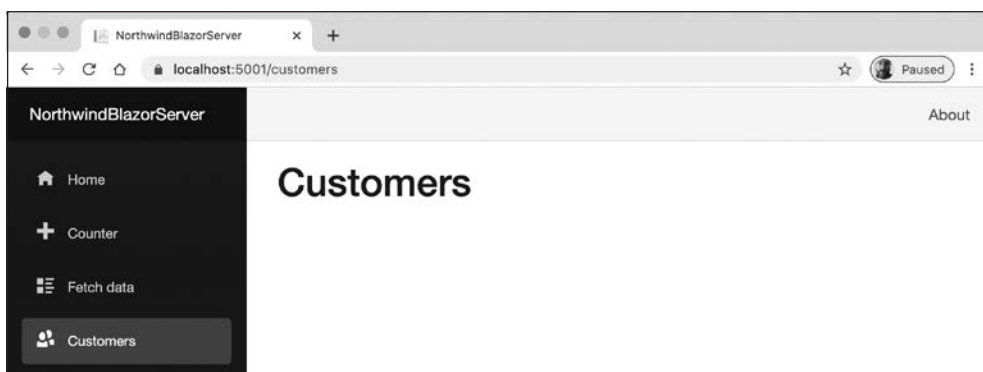 NorthwindBlazorServer
localhost:5001/customers
Paused
NorthwindBlazorServer
About
Home
Customers
Counter
Fetch data
Customers